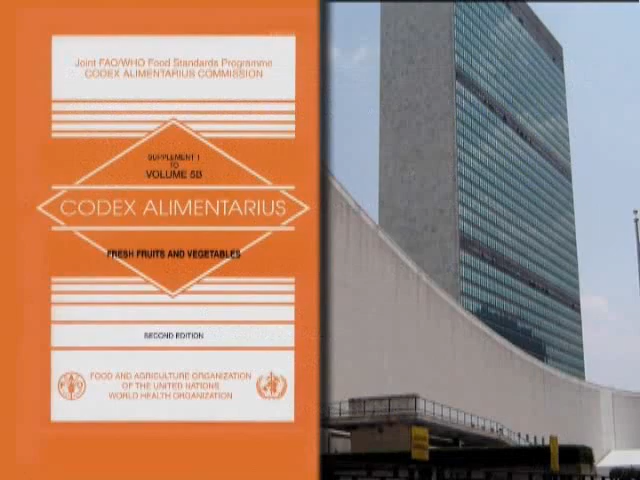 Joint FAO/WHO Food Standards Programme
CODEX ALIMENTARIUS COMMISSION
SUPPLEMENT 1
TO
VOLUME 5B
CODEX ALIMENTARIUS
FRESH FRUITS AND VEGETABLES
SECOND EDITION
FOOD AND AGRICULTURE ORGANIZATION
OF THE UNITED NATIONS
WORLD HEALTH ORGANIZATION